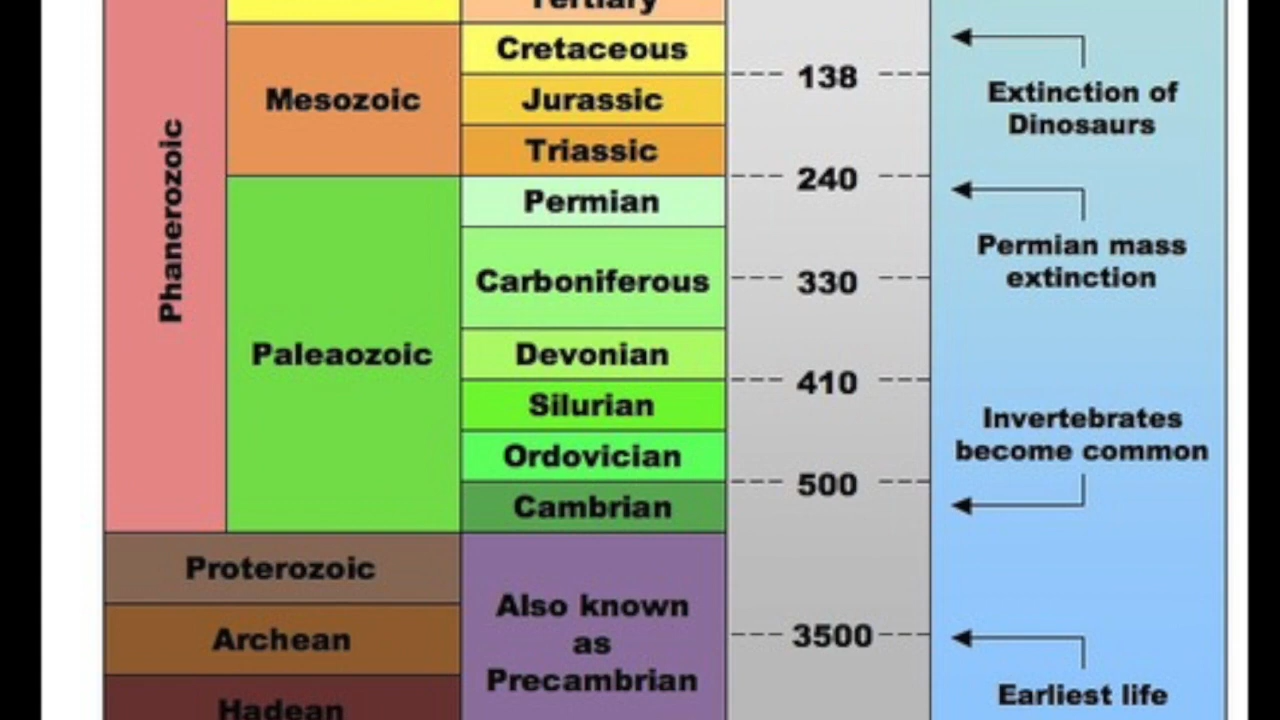 Tertiary
Cretaceous
138
Mesozoic
Jurassic
Extinction of
Dinosaurs
Triassic
240
Phanerozoic
Permian
Permian mass
extinction
Carboniferous
330
Paleaozoic
Devonian
410
Silurian
Invertebrates
become common
Ordovician
500
Cambrian
Proterozoic
Also known
as
Precambrian
Archean
3500
Earliest life
Hadean